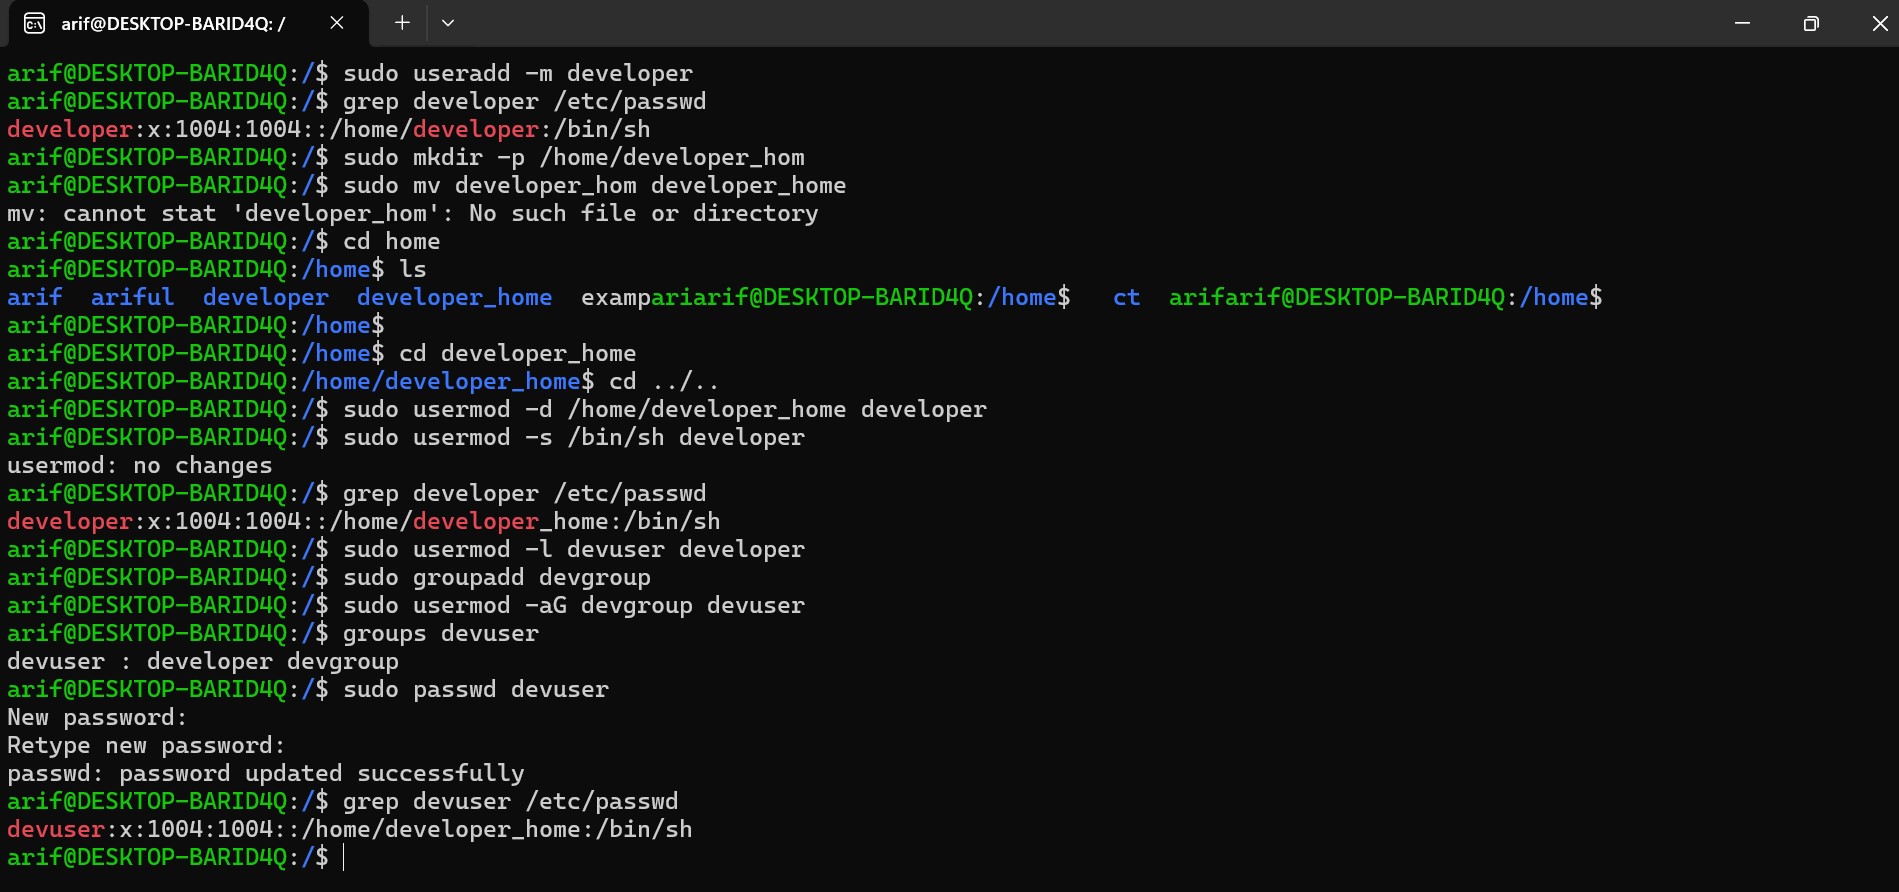 arif@DESKTOP-BARID4Q: /
arif@DESKTOP-BARID4Q:/$ sudo useradd -m developer
arif@DESKTOP-BARID4Q:/$ grep developer /etc/passwd
developer:x:1004:1004::/home/developer:/bin/sh
arif@DESKTOP-BARID4Q:/$ sudo mkdir -p /home/developer_hom
arif@DESKTOP-BARID4Q:/$ sudo mv developer_hom developer_home
mv: cannot stat 'developer_hom': No such file or directory
arif@DESKTOP-BARID4Q:/$ cd home
arif@DESKTOP-BARID4Q:/home$ ls
arif  ariful  developer  developer_home  exampariarif@DESKTOP-BARID4Q:/home$   ct  arifarif@DESKTOP-BARID4Q:/home$
arif@DESKTOP-BARID4Q:/home$
arif@DESKTOP-BARID4Q:/home$ cd developer_home
arif@DESKTOP-BARID4Q:/home/developer_home$ cd ../..
arif@DESKTOP-BARID4Q:/$ sudo usermod -d /home/developer_home developer
arif@DESKTOP-BARID4Q:/$ sudo usermod -s /bin/sh developer
usermod: no changes
arif@DESKTOP-BARID4Q:/$ grep developer /etc/passwd
developer:x:1004:1004::/home/developer_home:/bin/sh
arif@DESKTOP-BARID4Q:/$ sudo usermod -l devuser developer
arif@DESKTOP-BARID4Q:/$ sudo groupadd devgroup
arif@DESKTOP-BARID4Q:/$ sudo usermod -aG devgroup devuser
arif@DESKTOP-BARID4Q:/$ groups devuser
devuser : developer devgroup
arif@DESKTOP-BARID4Q:/$ sudo passwd devuser
New password:
Retype new password:
passwd: password updated successfully
arif@DESKTOP-BARID4Q:/$ grep devuser /etc/passwd
devuser:x:1004:1004::/home/developer_home:/bin/sh
arif@DESKTOP-BARID4Q:/$